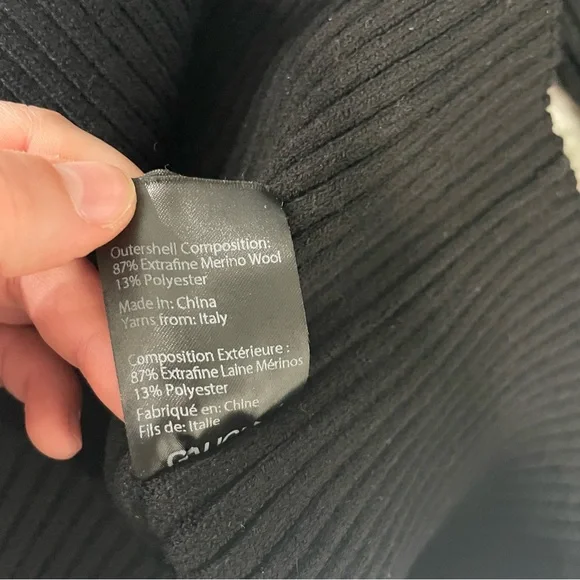 Outershell Composition:
87% Extrafine Merino Wool
13% Polyester
Made in: China
Yarns from: Italy
Composition Extérieure :
87% Extrafine Laine Mérinos
13% Polyester
Fabriqué en: Chine
Fils de: Italie